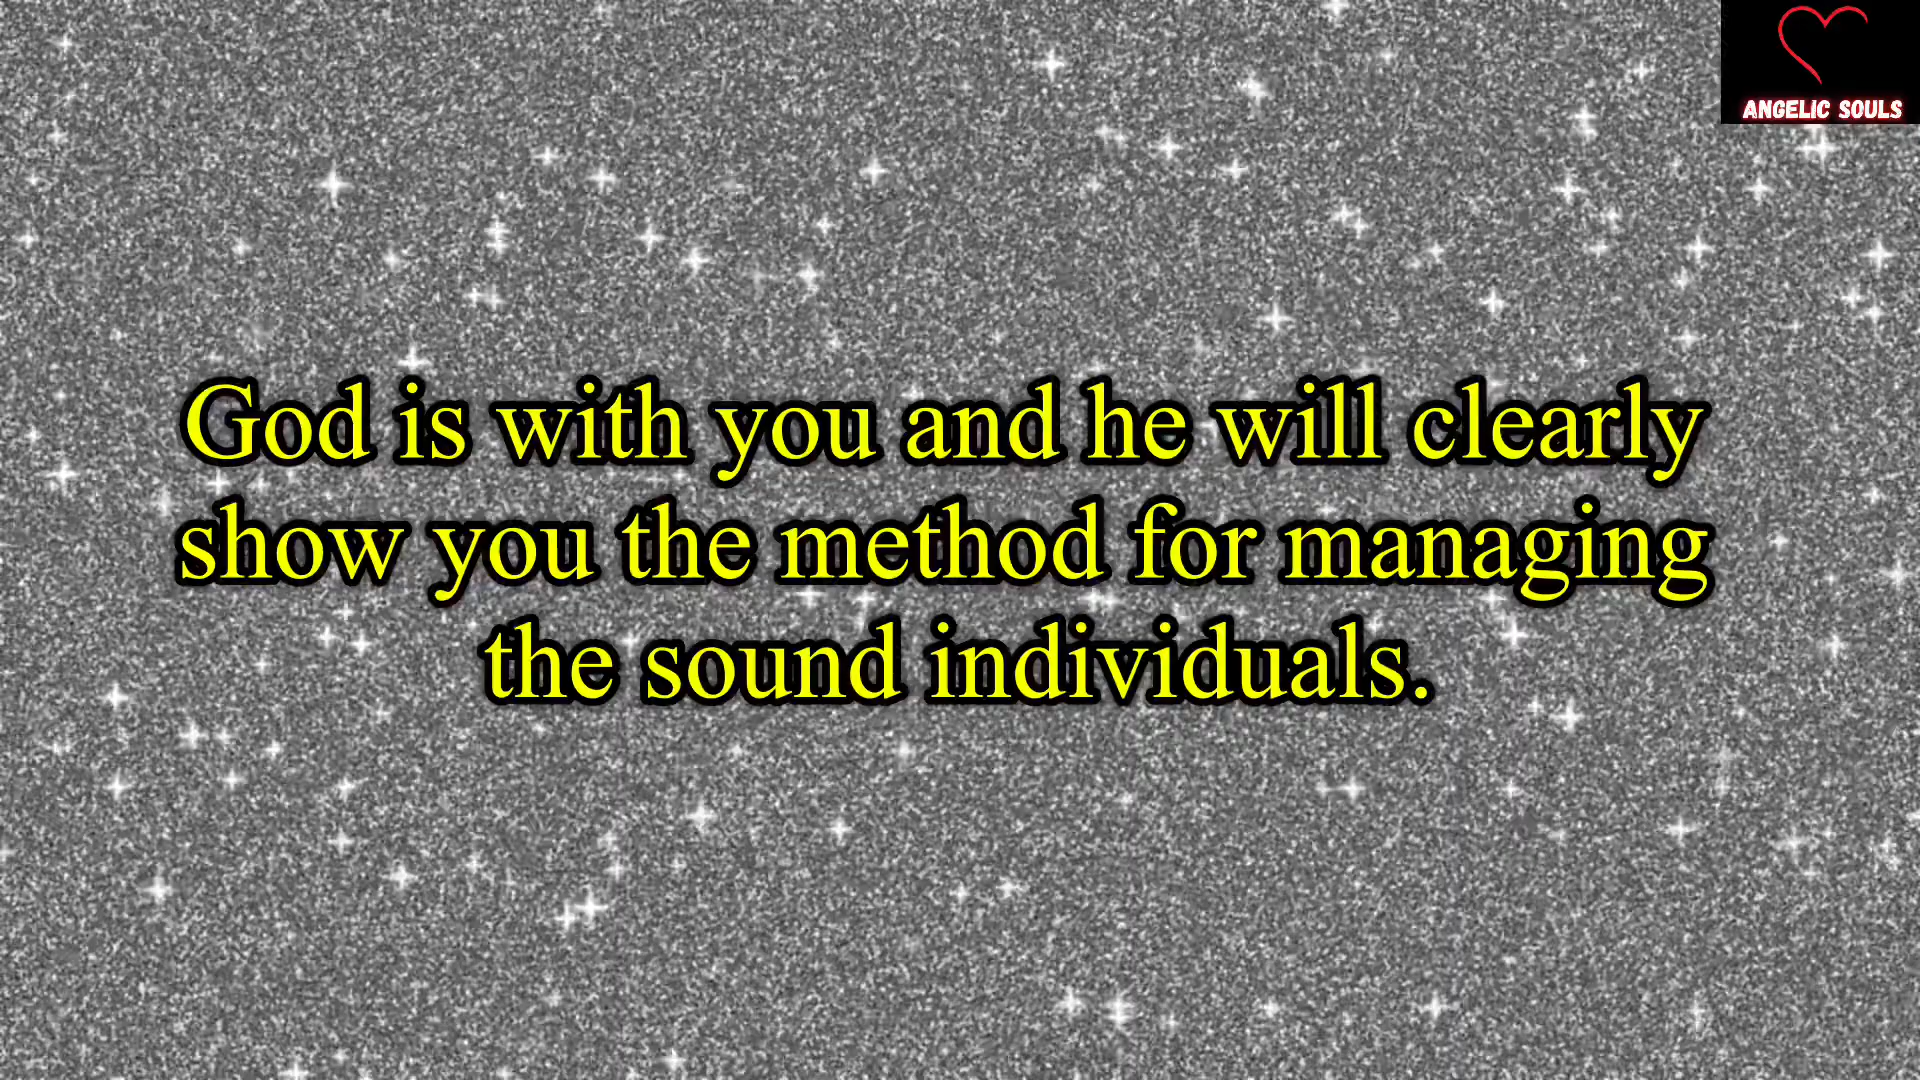 ANGELIC SOULS
God is with you and he will clearly
show you the method for managing
the sound individuals.